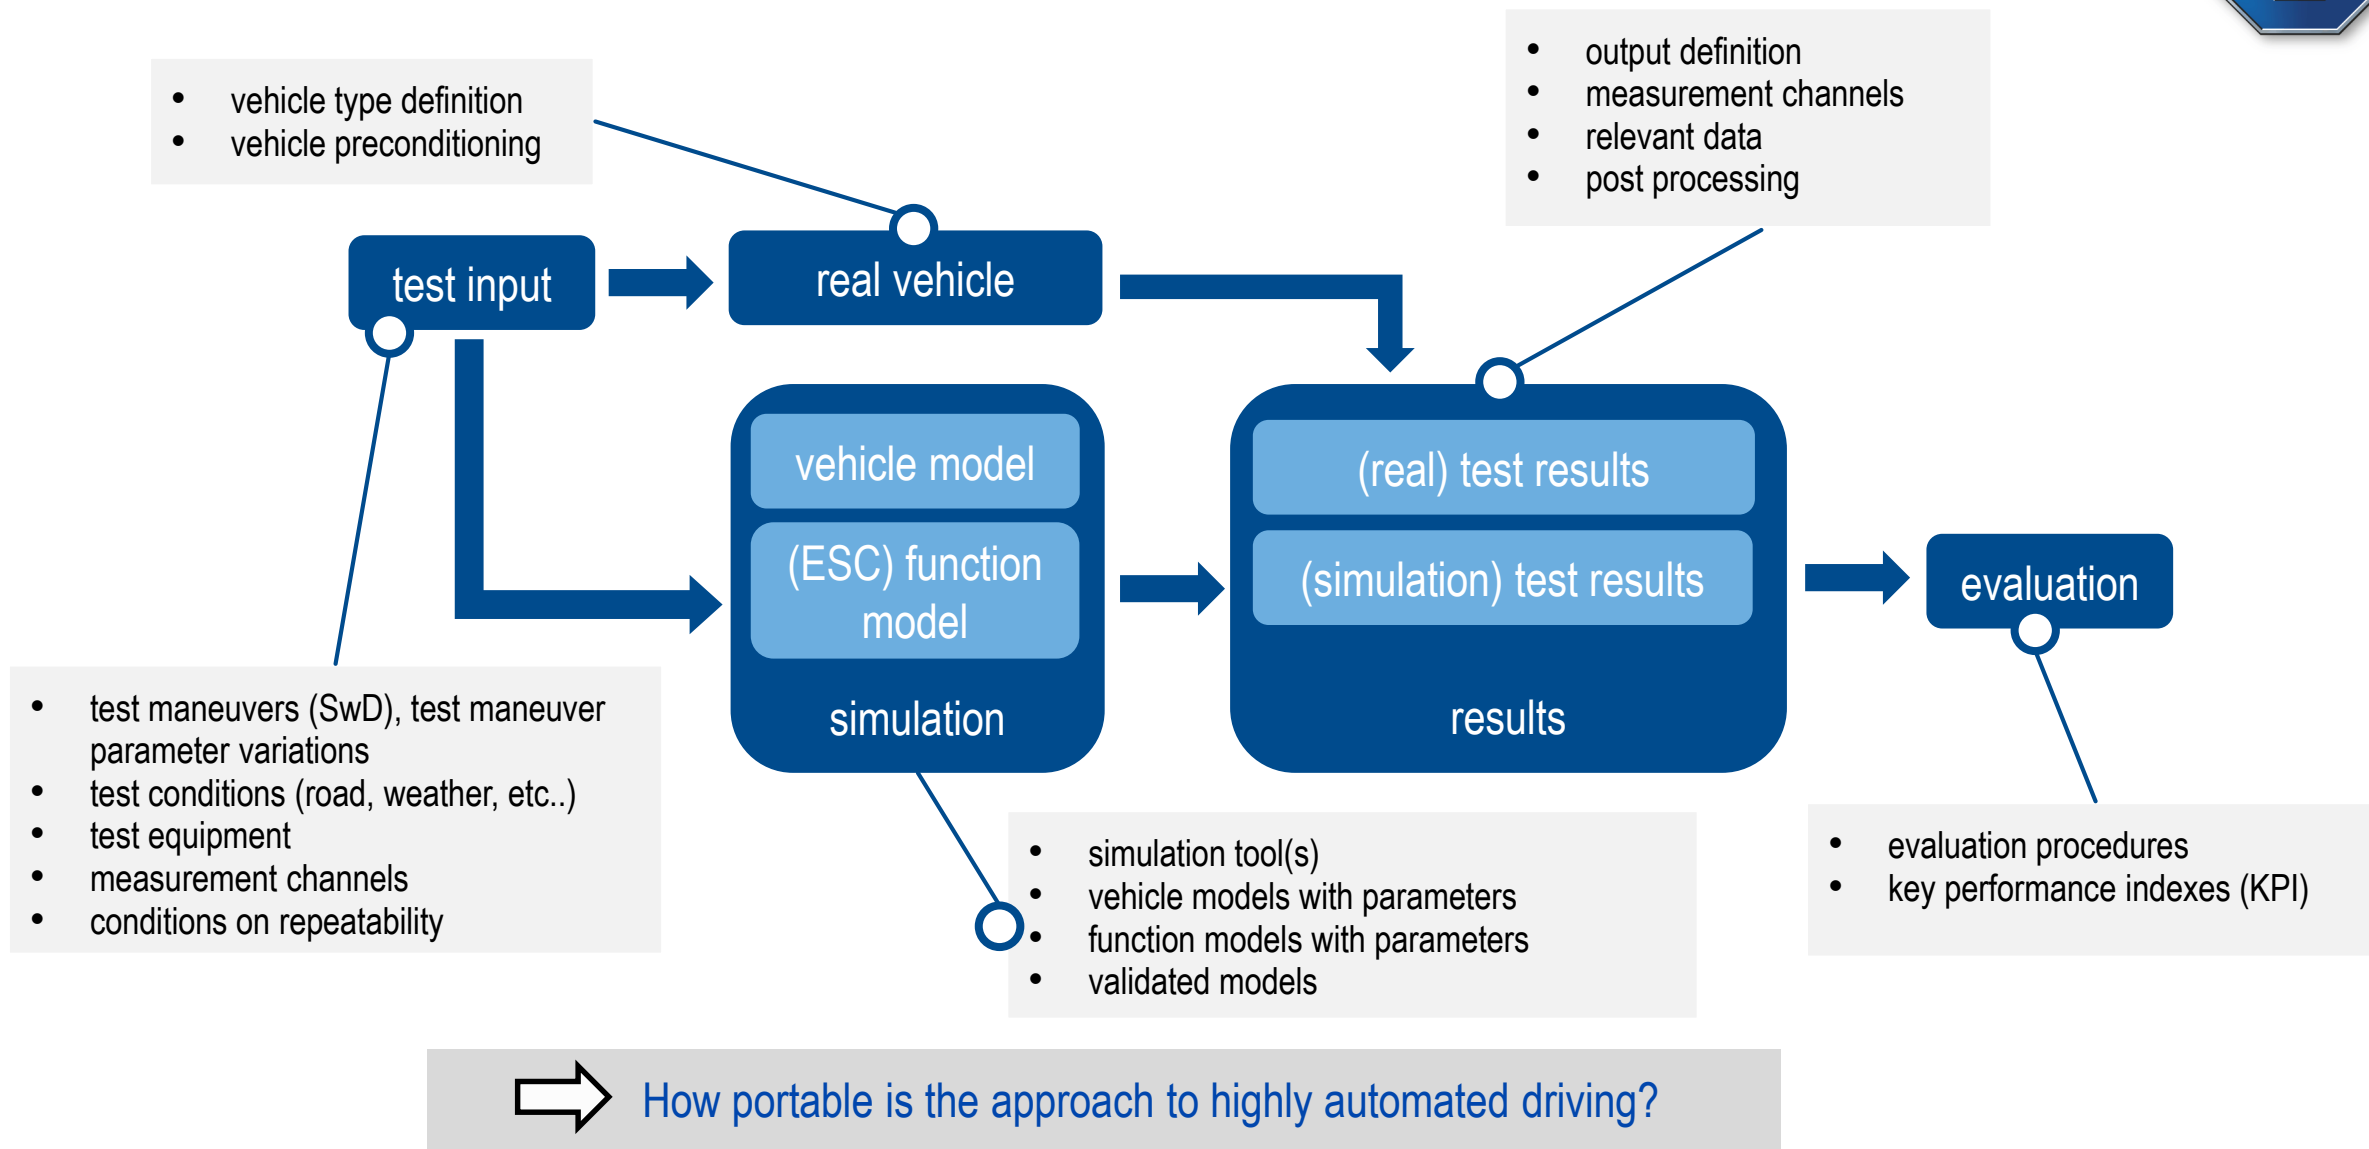 • vehicle type definition
• vehicle preconditioning
• output definition
• measurement channels
• relevant data
• post processing
test input
real vehicle
vehicle model
(ESC) function
model
simulation
(real) test results
(simulation) test results
results
evaluation
• test maneuvers (SwD), test maneuver
parameter variations
• test conditions (road, weather, etc..)
• test equipment
• measurement channels
• conditions on repeatability
• simulation tool(s)
• vehicle models with parameters
• function models with parameters
• validated models
• evaluation procedures
• key performance indexes (KPI)
How portable is the approach to highly automated driving?